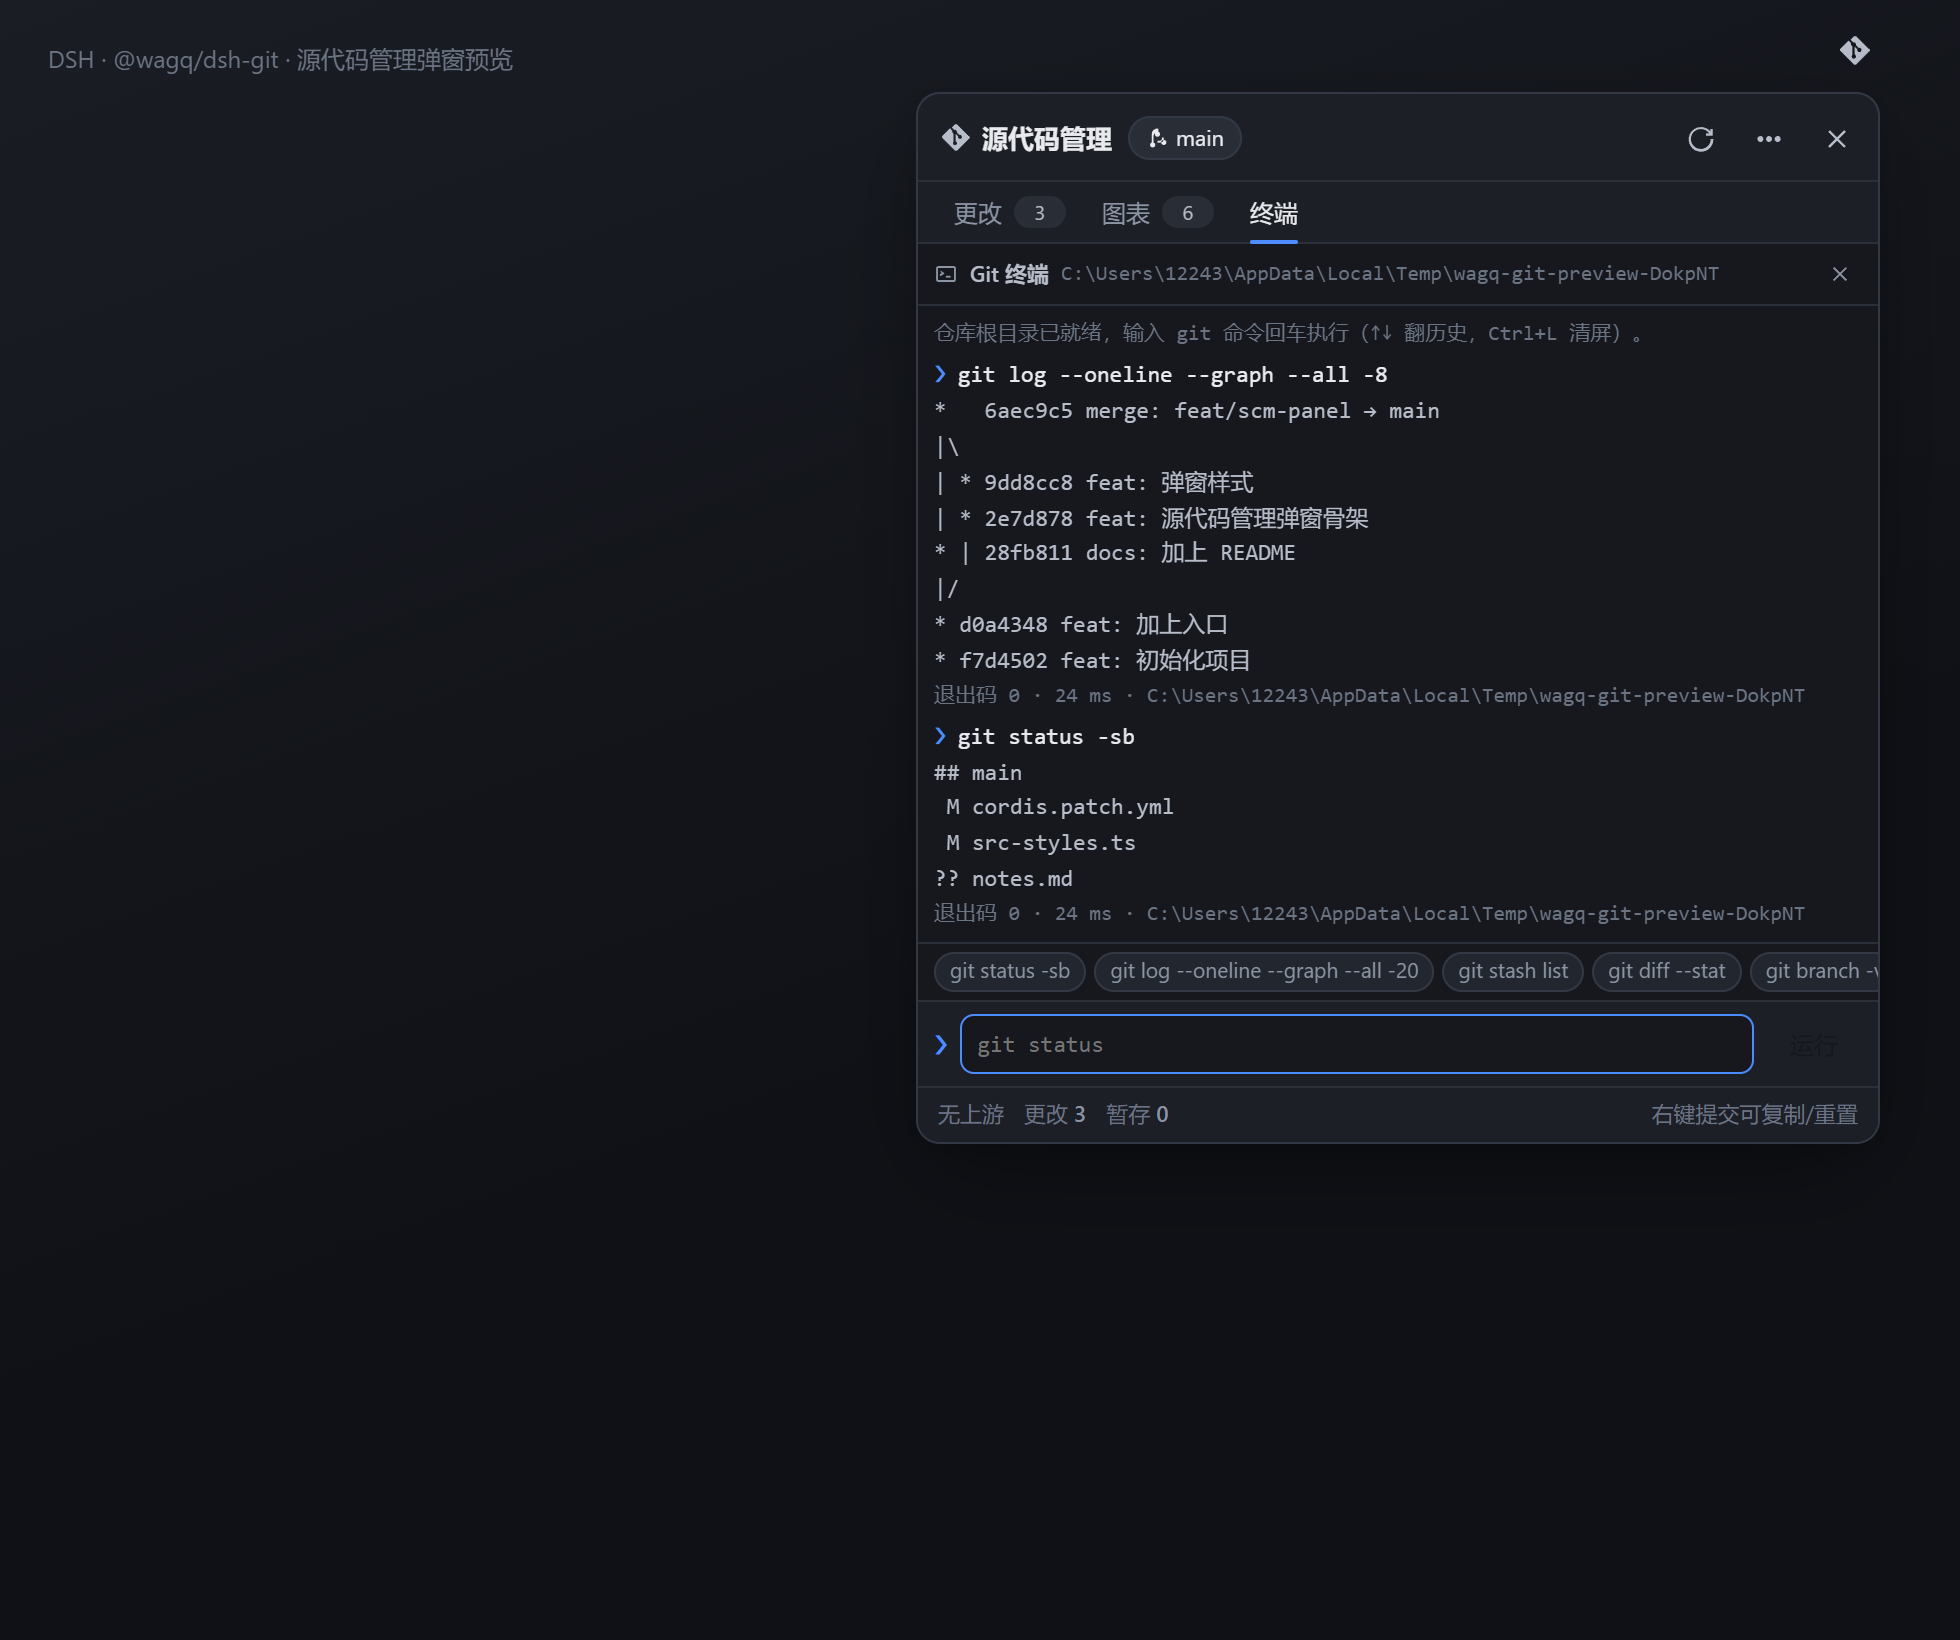 DSH · @wagq/dsh-git · 源代码管理弹窗预览
源代码管理 main
更改 3 图表 6 终端
Git 终端 C:\Users\12243\AppData\Local\Temp\wagq-git-preview-DokpNT
仓库根目录已就绪，输入 git 命令回车执行（↑↓ 翻历史，Ctrl+L 清屏）。
❯ git log --oneline --graph --all -8
*   6aec9c5 merge: feat/scm-panel → main
|\
| * 9dd8cc8 feat: 弹窗样式
| * 2e7d878 feat: 源代码管理弹窗骨架
* | 28fb811 docs: 加上 README
|/
* d0a4348 feat: 加上入口
* f7d4502 feat: 初始化项目
退出码 0 · 24 ms · C:\Users\12243\AppData\Local\Temp\wagq-git-preview-DokpNT
❯ git status -sb
## main
 M cordis.patch.yml
 M src-styles.ts
?? notes.md
退出码 0 · 24 ms · C:\Users\12243\AppData\Local\Temp\wagq-git-preview-DokpNT
git status -sb git log --oneline --graph --all -20 git stash list git diff --stat git branch -v
❯ git status 运行
无上游 更改 3 暂存 0 右键提交可复制/重置